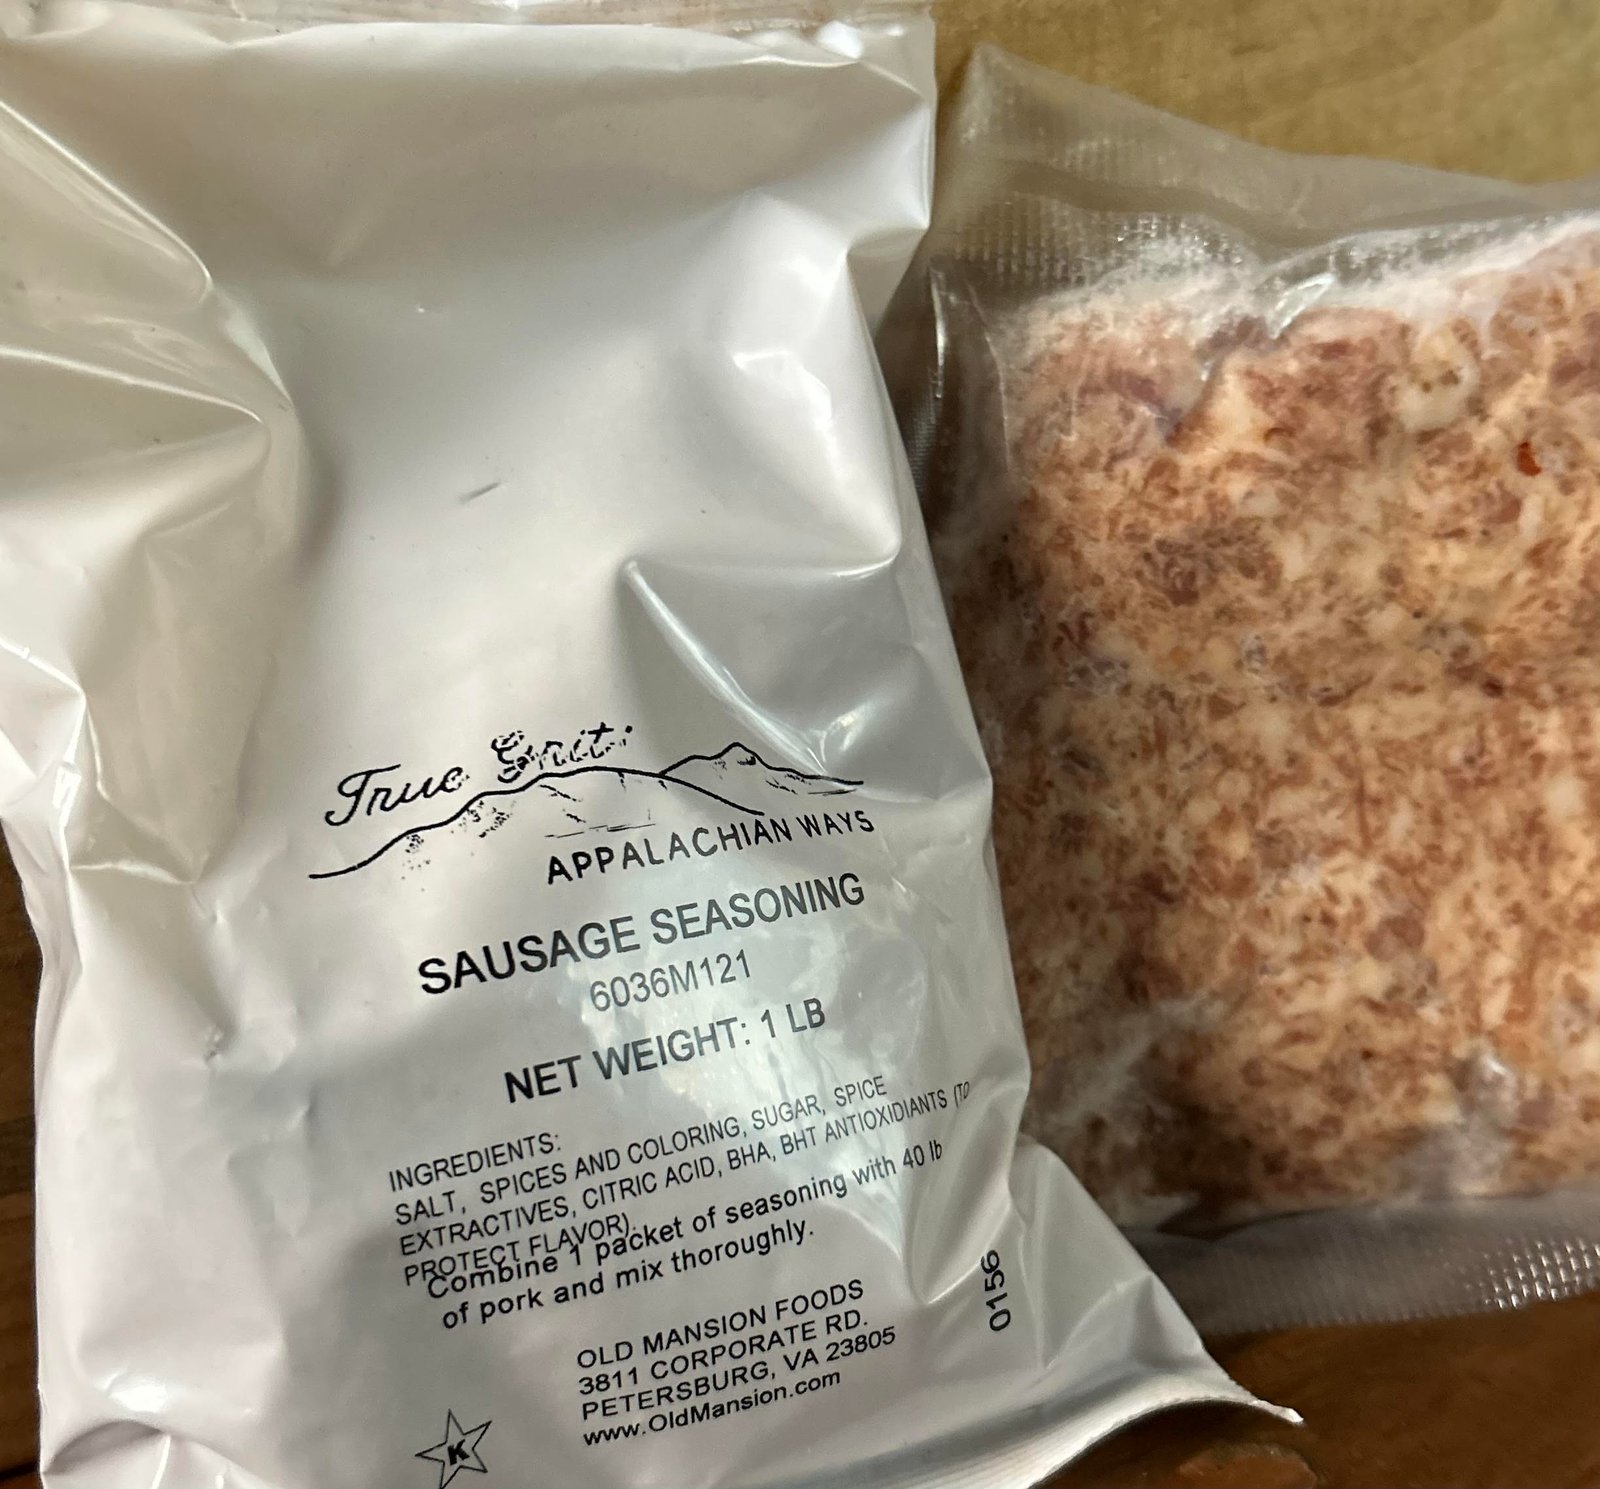 True Grit
APPALACHIAN WAYS
SAUSAGE SEASONING
6036M121
NET WEIGHT: 1 LB
INGREDIENTS:
SALT, SPICES AND COLORING, SUGAR, SPICE
EXTRACTIVES, CITRIC ACID, BHA, BHT ANTIOXIDIANTS (TO
PROTECT FLAVOR).
Combine 1 packet of seasoning with 40 lb
of pork and mix thoroughly.
OLD MANSION FOODS
3811 CORPORATE RD.
PETERSBURG, VA 23805
www.OldMansion.com
0156
K